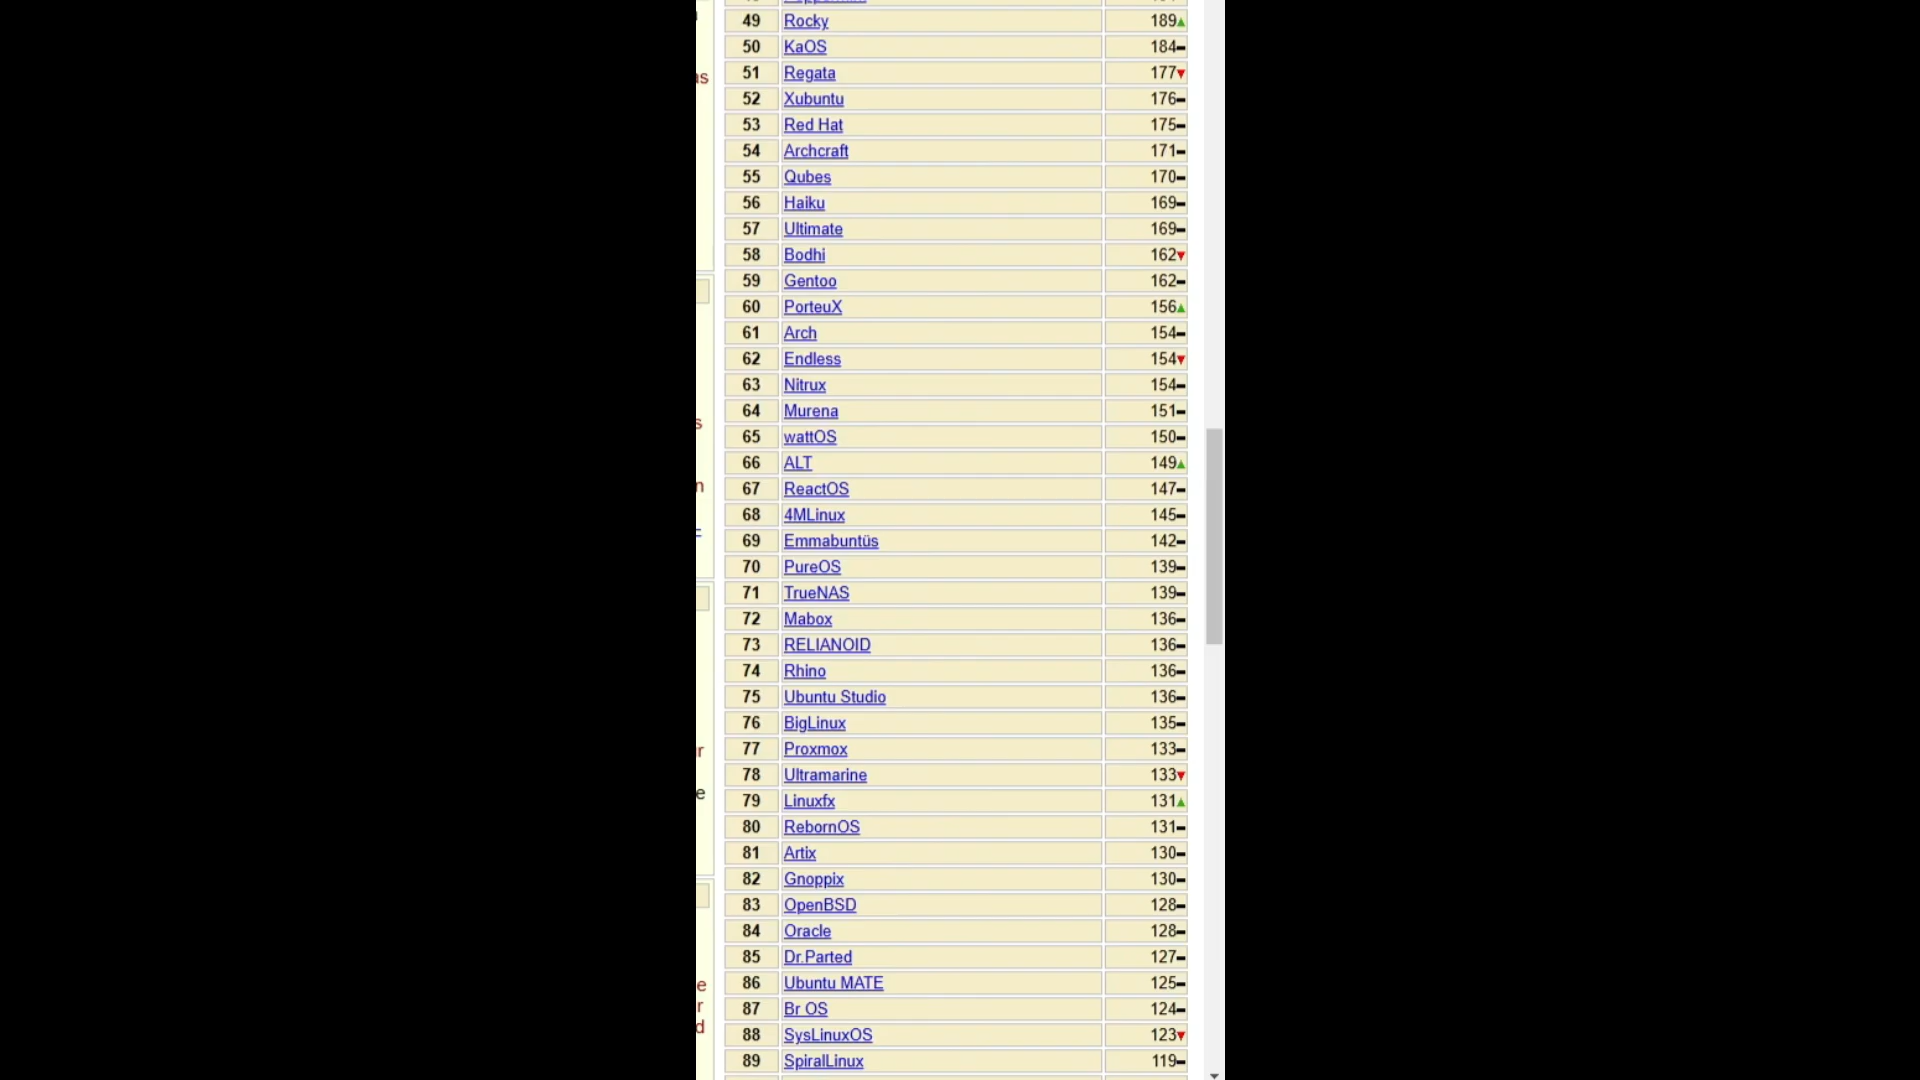 49 Rocky 189▲
50 KaOS 184-
51 Regata 177▼
52 Xubuntu 176-
53 Red Hat 175-
54 Archcraft 171-
55 Qubes 170-
56 Haiku 169-
57 Ultimate 169-
58 Bodhi 162▼
59 Gentoo 162-
60 PorteuX 156▲
61 Arch 154-
62 Endless 154▼
63 Nitrux 154-
64 Murena 151-
65 wattOS 150-
66 ALT 149▲
67 ReactOS 147-
68 4MLinux 145-
69 Emmabuntüs 142-
70 PureOS 139-
71 TrueNAS 139-
72 Mabox 136-
73 RELIANOID 136-
74 Rhino 136-
75 Ubuntu Studio 136-
76 BigLinux 135-
77 Proxmox 133-
78 Ultramarine 133▼
79 Linuxfx 131▲
80 RebornOS 131-
81 Artix 130-
82 Gnoppix 130-
83 OpenBSD 128-
84 Oracle 128-
85 Dr.Parted 127-
86 Ubuntu MATE 125-
87 Br OS 124-
88 SysLinuxOS 123▼
89 SpiralLinux 119-